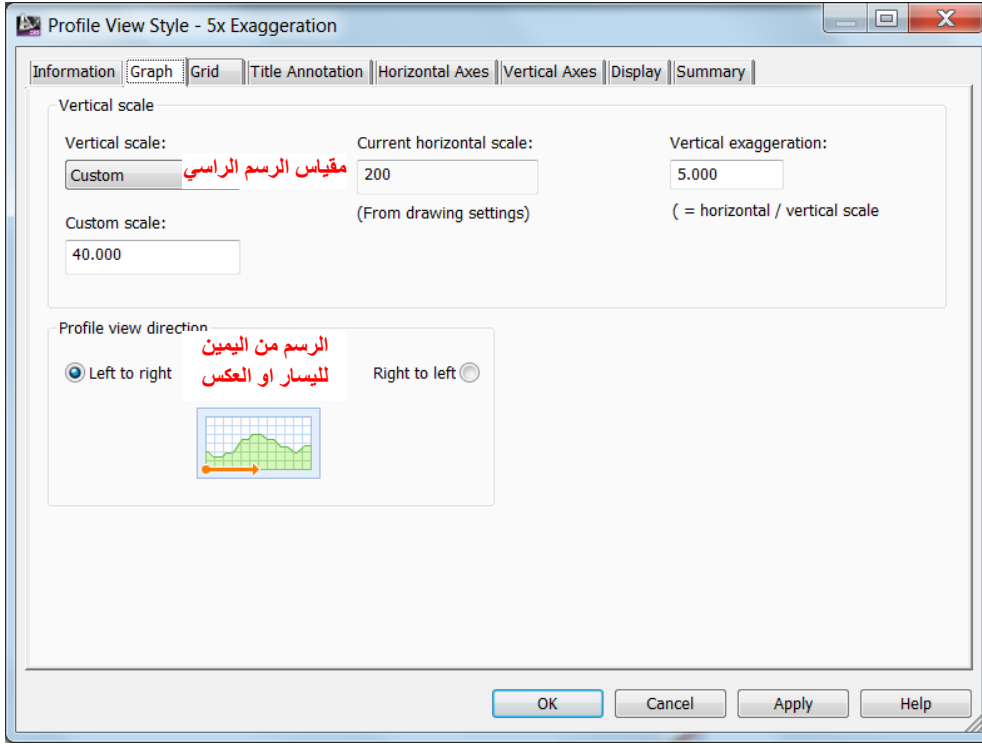 Profile View Style - 5x Exaggeration
Information Graph Grid Title Annotation Horizontal Axes Vertical Axes Display Summary
Vertical scale
Vertical scale: Current horizontal scale: Vertical exaggeration:
Custom مقياس الرسم الراسي 200 5.000
(From drawing settings) ( = horizontal / vertical scale
Custom scale:
40.000
Profile view direction
الرسم من اليمين
Left to right لليسار او العكس Right to left
OK Cancel Apply Help